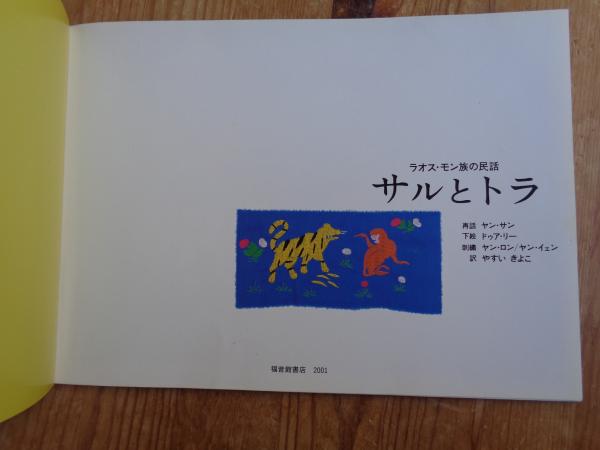 ラオス・モン族の民話
サルとトラ
再話 ヤン・サン
下絵 ドゥア・リー
刺繍 ヤン・ロン/ヤン・イェン
訳 やすい きよこ
福音館書店 2001